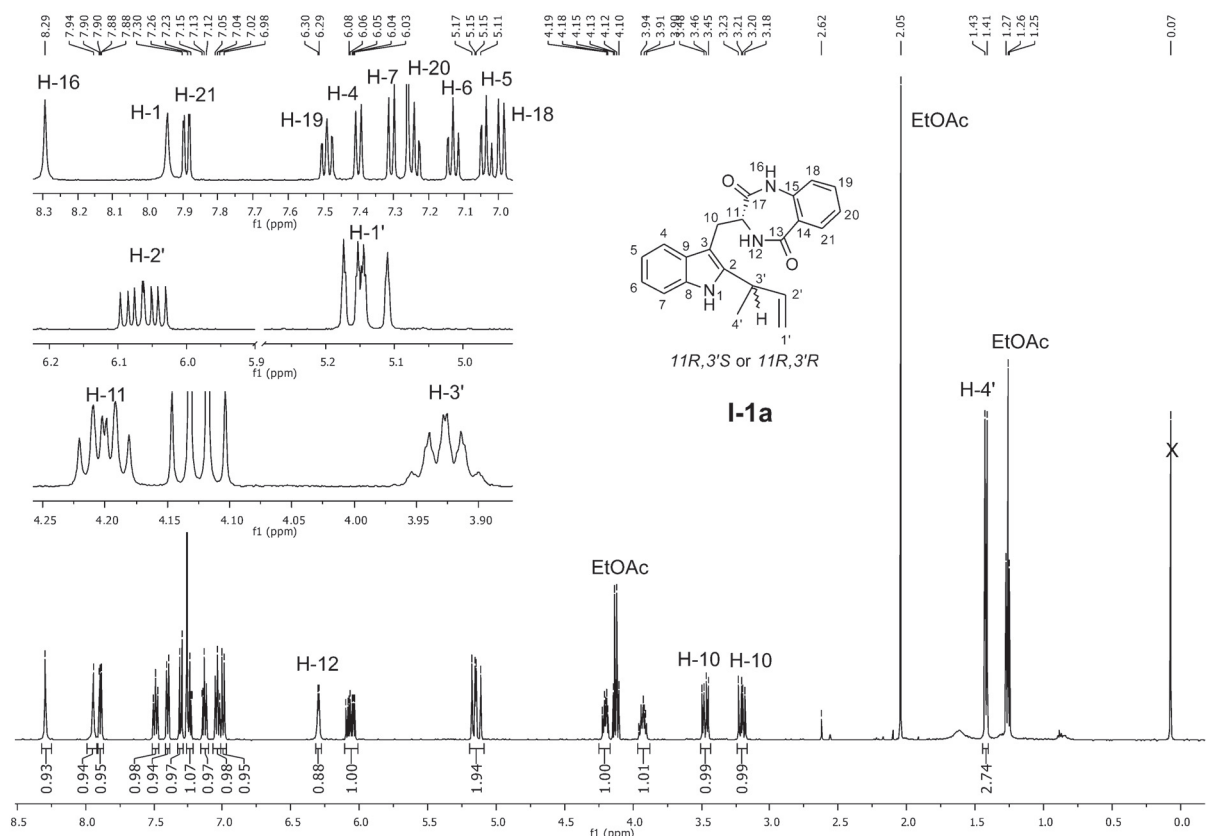 8.29
7.94
7.90
7.90
7.88
7.88
7.30
7.26
7.23
7.15
7.13
7.12
7.05
7.04
7.02
6.98
6.30
6.29
6.08
6.06
6.05
6.04
6.03
5.17
5.15
5.15
5.11
4.19
4.18
4.15
4.13
4.12
4.10
3.94
3.91
3.90
3.48
3.46
3.45
3.23
3.21
3.20
3.18
2.62
2.05
1.43
1.41
1.27
1.26
1.25
0.07
H-16
H-1
H-21
H-19
H-4
H-7
H-20
H-6
H-5
H-18
8.3 8.2 8.1 8.0 7.9 7.8 7.7 7.6 7.5 7.4 7.3 7.2 7.1 7.0
f1 (ppm)
H-2'
H-1'
6.2 6.1 6.0 5.9 5.2 5.1 5.0
f1 (ppm)
H-11
H-3'
4.25 4.20 4.15 4.10 4.05 4.00 3.95 3.90
f1 (ppm)
EtOAc
H
16
N
O
15
18
19
17
20
10
11
14
21
4
3
N
H
12
13
O
5
9
2
3'
2'
6
7
8
N
H
1
4'
H
1'
11R,3'S or 11R,3'R
I-1a
EtOAc
H-4'
X
EtOAc
H-12
H-10
H-10
0.93
0.94
0.95
0.98
0.94
0.97
1.07
0.97
0.98
0.95
0.88
1.00
1.94
1.00
1.01
0.99
0.99
2.74
8.5 8.0 7.5 7.0 6.5 6.0 5.5 5.0 4.5 4.0 3.5 3.0 2.5 2.0 1.5 1.0 0.5 0.0
f1 (ppm)